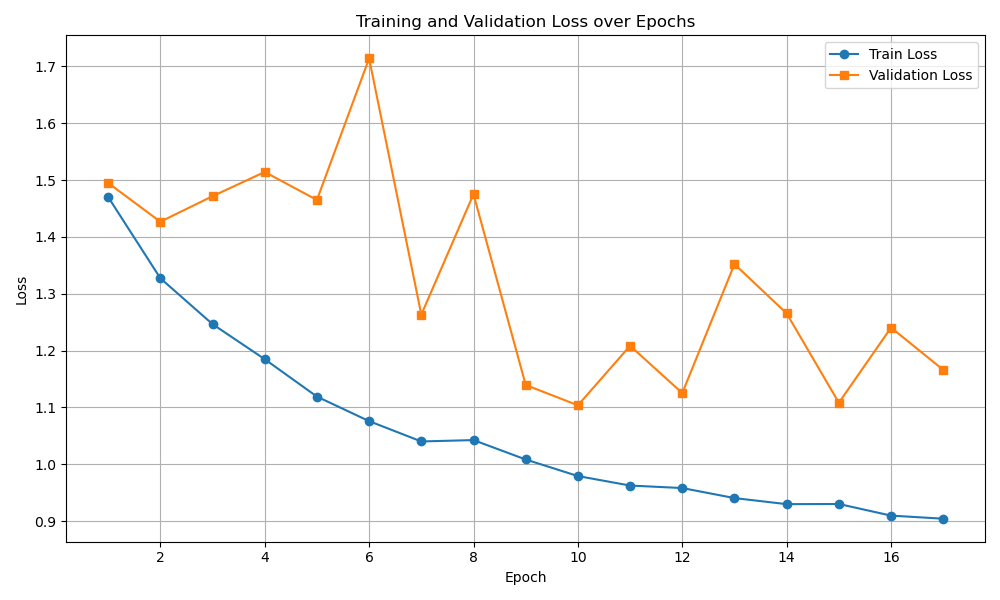 Training and Validation Loss over Epochs
Train Loss
Validation Loss
1.7
1.6
1.5
1.4
1.3
1.2
1.1
1.0
0.9
Loss
2 4 6 8 10 12 14 16
Epoch